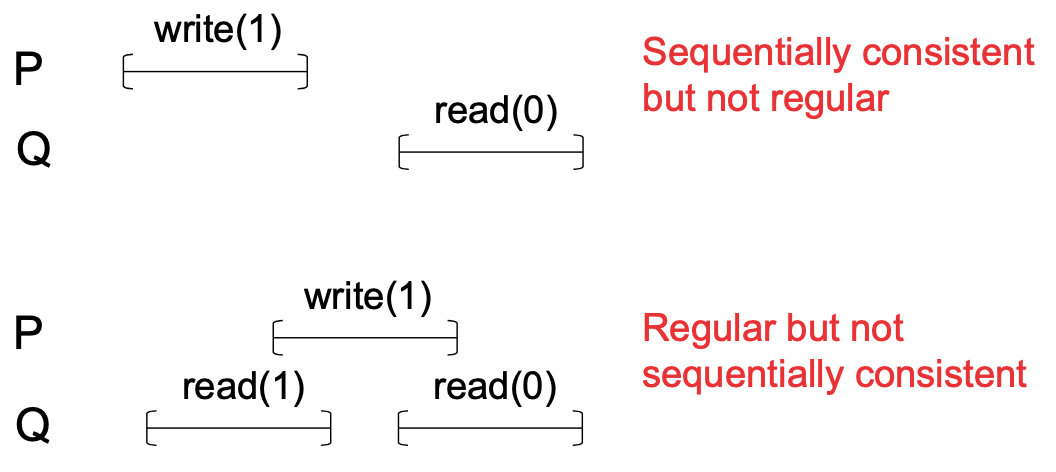 write(1)
P
Sequentially consistent
but not regular
read(0)
Q
write(1)
P
Regular but not
sequentially consistent
read(1) read(0)
Q